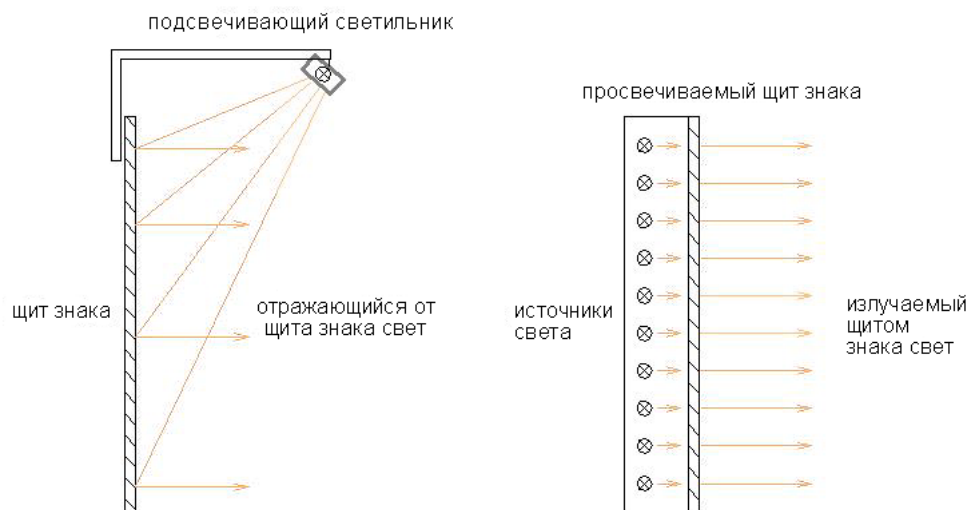 подсвечивающий светильник
просвечиваемый щит знака
щит знака
отражающийся от
щита знака свет
источники
света
излучаемый
щитом
знака свет